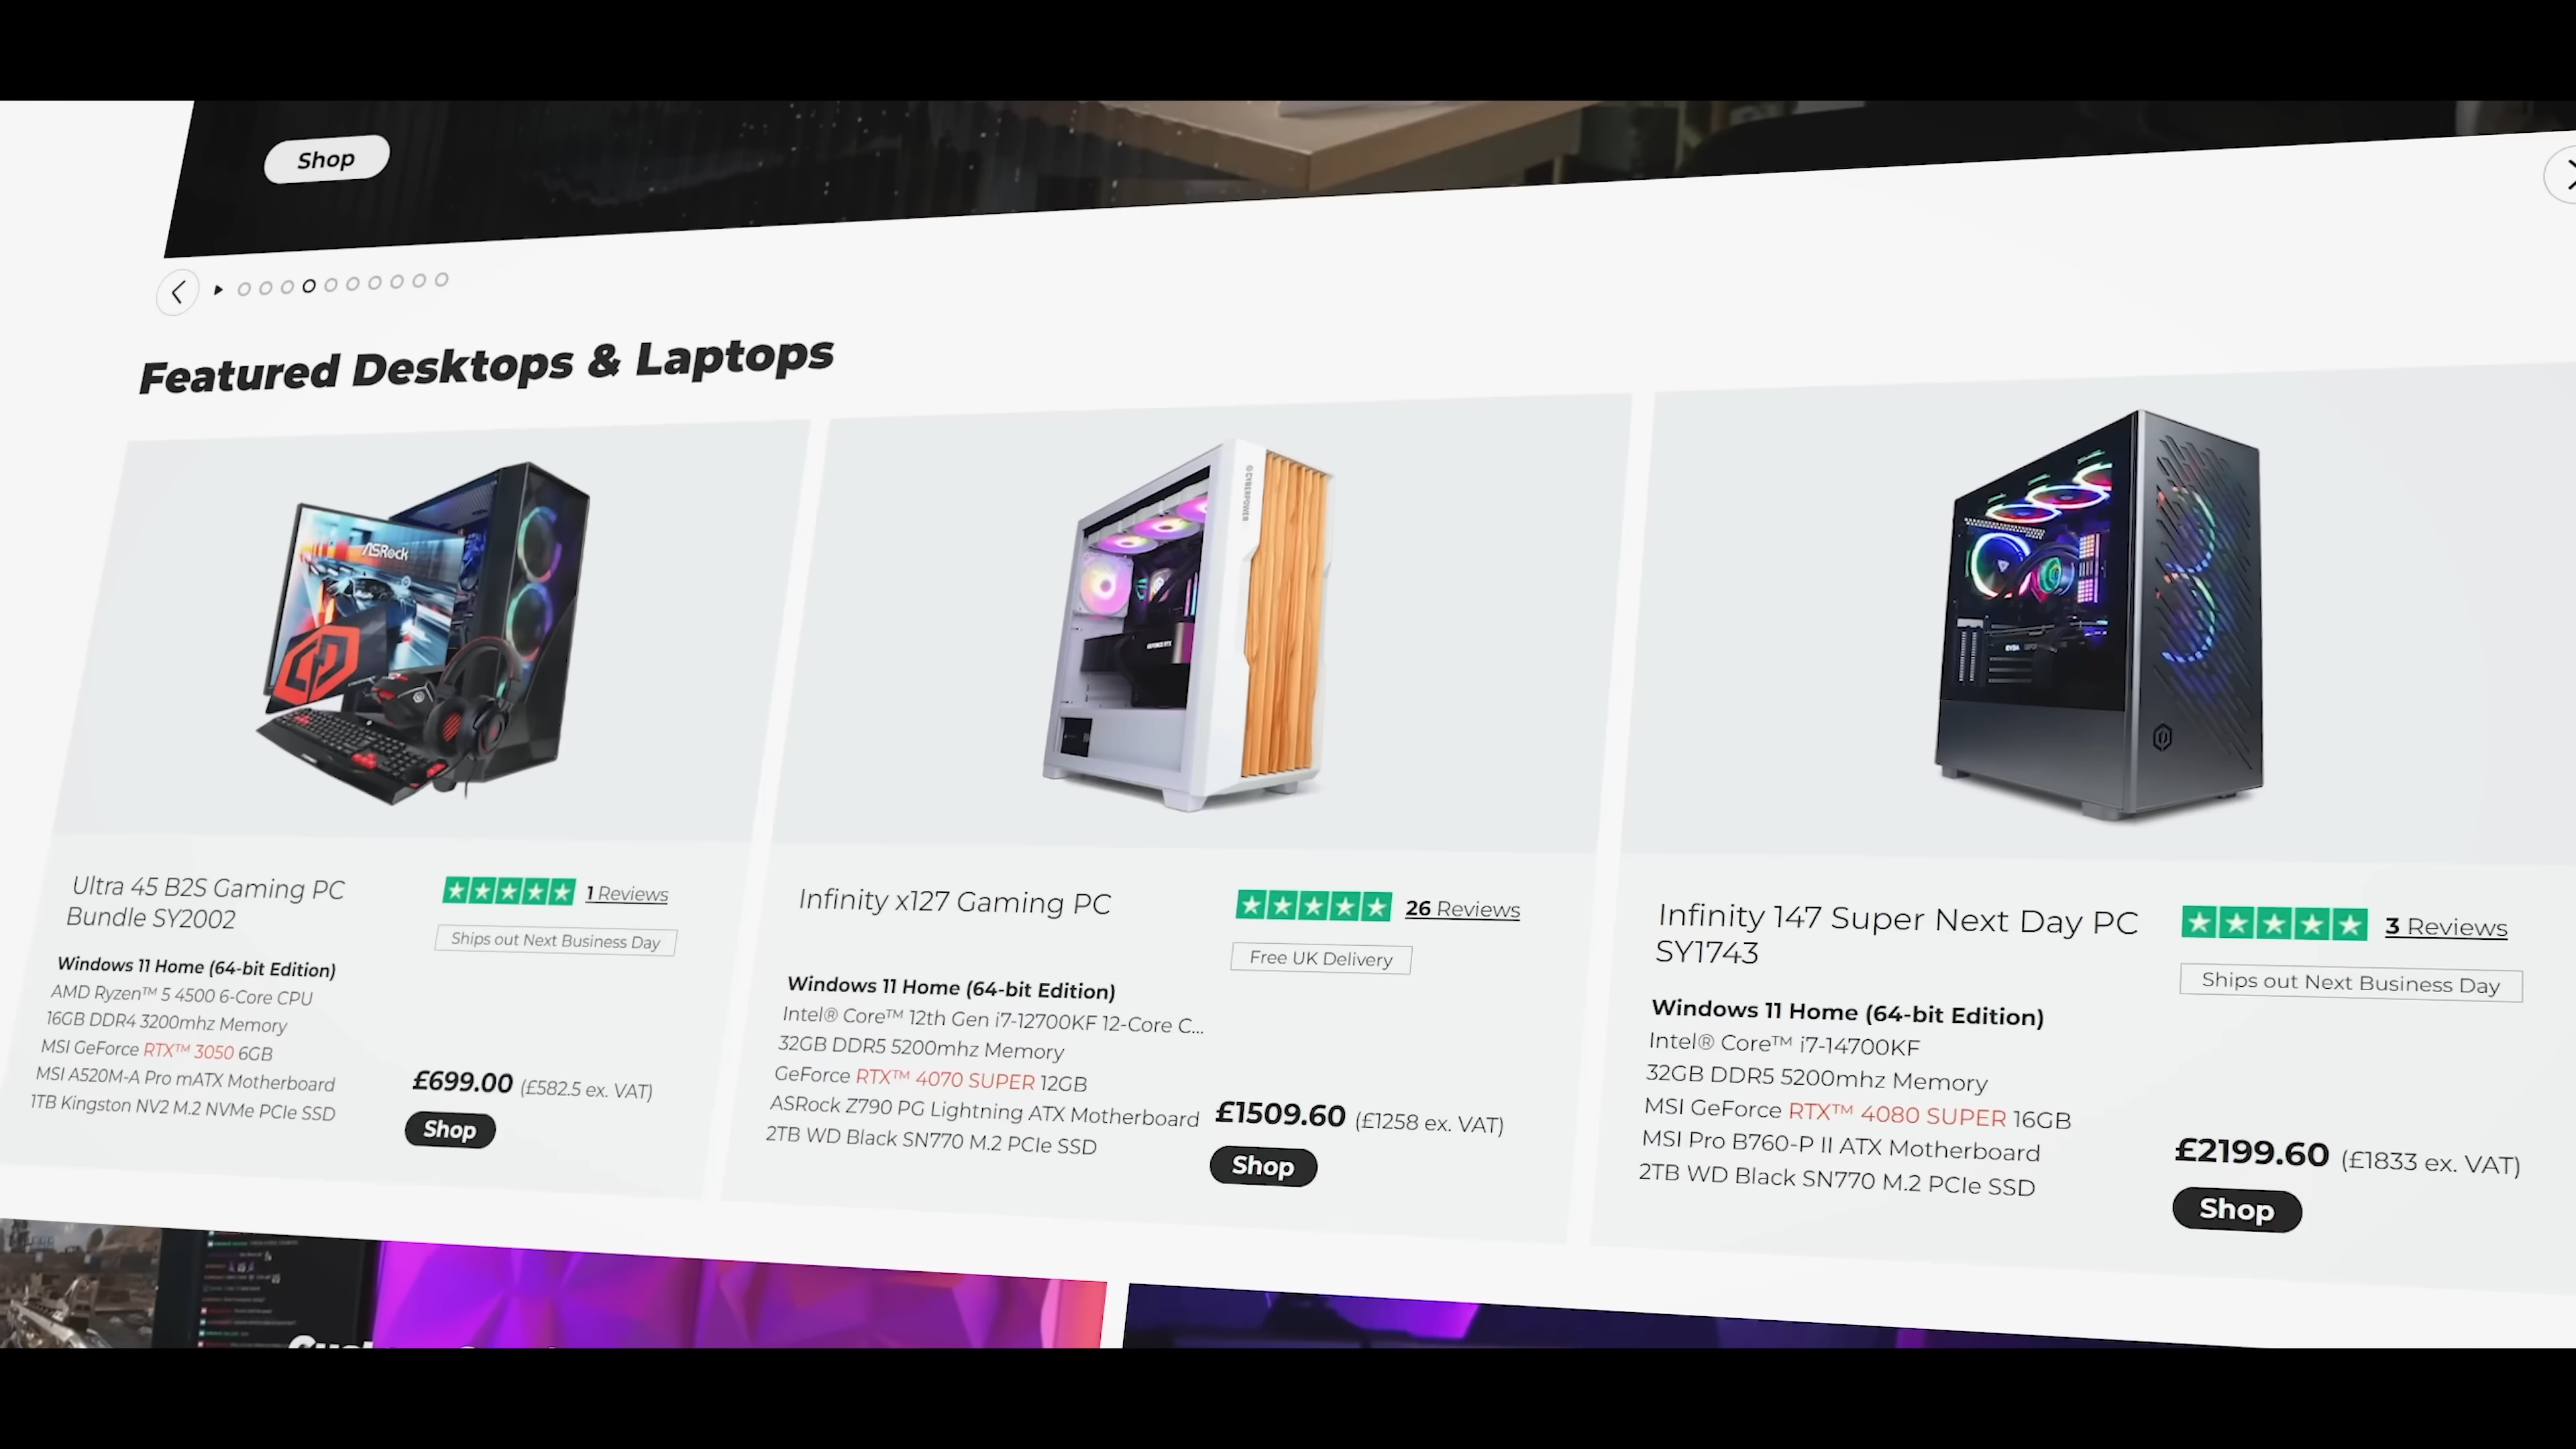 Shop
Featured Desktops & Laptops
ASRock
CYBERPOWER
GEFORCE RTX
EVGA
Ultra 45 B2S Gaming PC
Bundle SY2002
1 Reviews
Ships out Next Business Day
Windows 11 Home (64-bit Edition)
AMD Ryzen™ 5 4500 6-Core CPU
16GB DDR4 3200mhz Memory
MSI GeForce RTX™ 3050 6GB
MSI A520M-A Pro mATX Motherboard
1TB Kingston NV2 M.2 NVMe PCIe SSD
£699.00 (£582.5 ex. VAT)
Shop
Infinity x127 Gaming PC
26 Reviews
Free UK Delivery
Windows 11 Home (64-bit Edition)
Intel® Core™ 12th Gen i7-12700KF 12-Core C...
32GB DDR5 5200mhz Memory
GeForce RTX™ 4070 SUPER 12GB
ASRock Z790 PG Lightning ATX Motherboard
2TB WD Black SN770 M.2 PCIe SSD
£1509.60 (£1258 ex. VAT)
Shop
Infinity 147 Super Next Day PC
SY1743
3 Reviews
Ships out Next Business Day
Windows 11 Home (64-bit Edition)
Intel® Core™ i7-14700KF
32GB DDR5 5200mhz Memory
MSI GeForce RTX™ 4080 SUPER 16GB
MSI Pro B760-P II ATX Motherboard
2TB WD Black SN770 M.2 PCIe SSD
£2199.60 (£1833 ex. VAT)
Shop